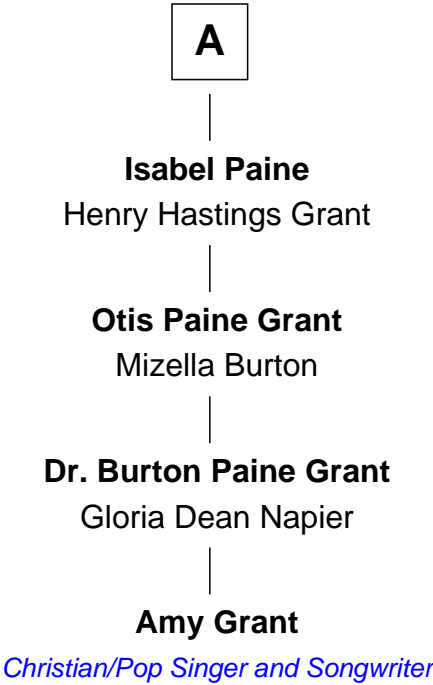 A
Isabel Paine
Henry Hastings Grant
Otis Paine Grant
Mizella Burton
Dr. Burton Paine Grant
Gloria Dean Napier
Amy Grant
Christian/Pop Singer and Songwriter